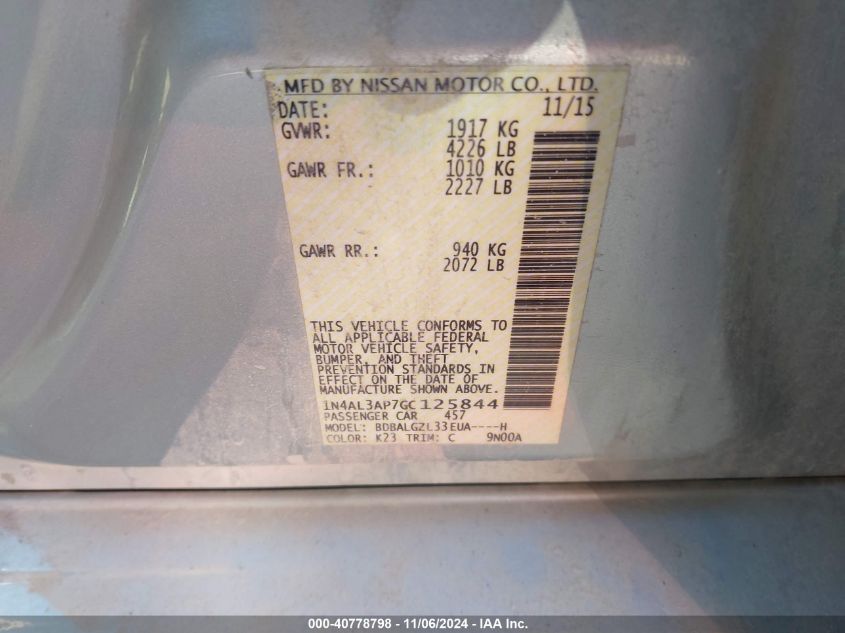 MFD BY NISSAN MOTOR CO., LTD.
DATE: 11/15
GVWR: 1917 KG
4226 LB
GAWR FR.: 1010 KG
2227 LB
GAWR RR.: 940 KG
2072 LB
THIS VEHICLE CONFORMS TO
ALL APPLICABLE FEDERAL
MOTOR VEHICLE SAFETY,
BUMPER, AND THEFT
PREVENTION STANDARDS IN
EFFECT ON THE DATE OF
MANUFACTURE SHOWN ABOVE.
1N4AL3AP7GC125844
PASSENGER CAR 457
MODEL: BDBALGZL33EUA----H
COLOR: K23 TRIM: C 9N00A
000-40778798 - 11/06/2024 - IAA Inc.